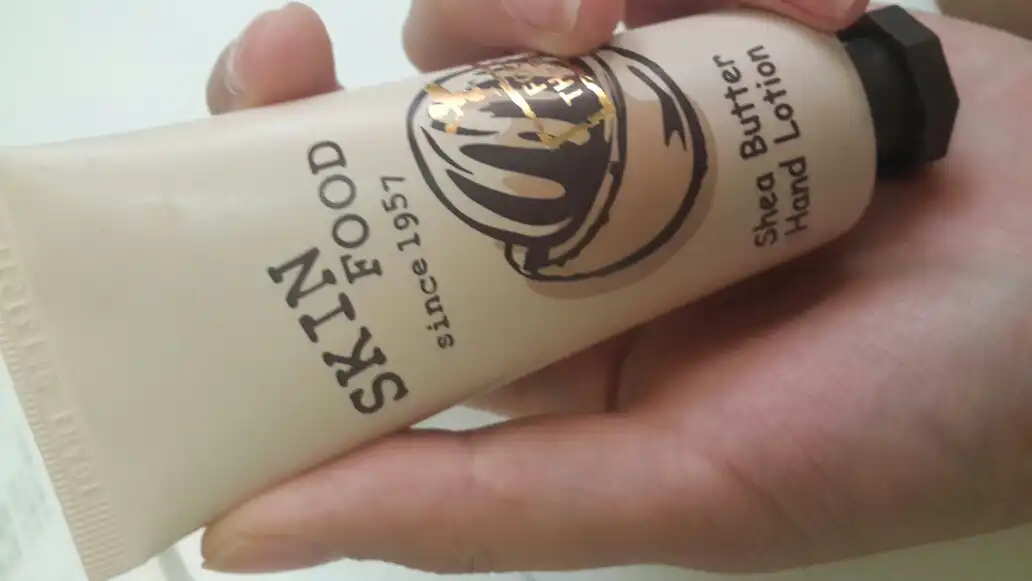 SKIN
FOOD
since 1957
Shea Butter
Hand Lotion